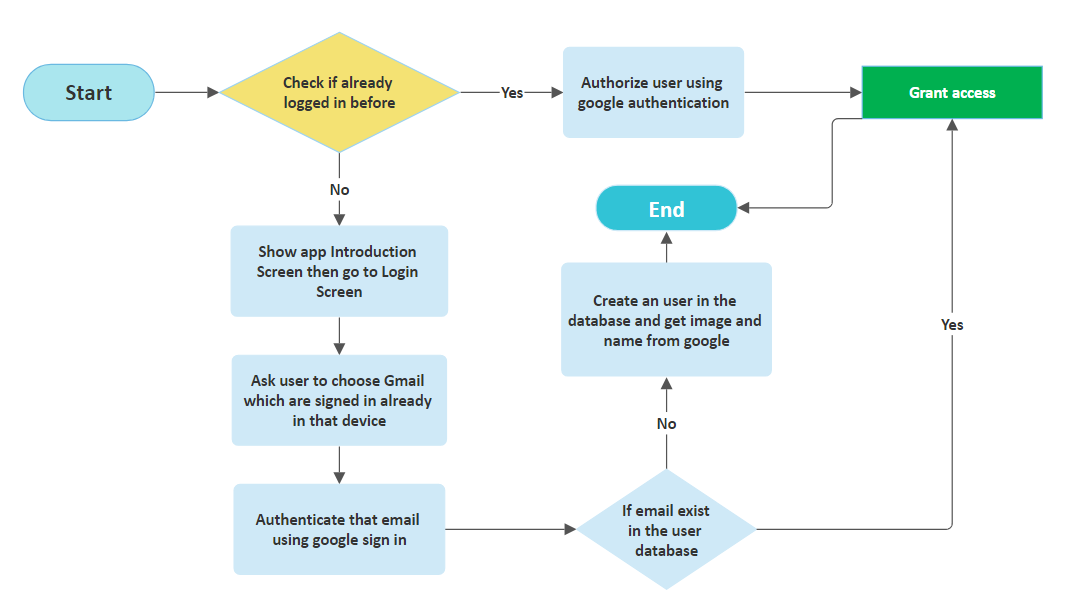 Start
Check if already
logged in before
Yes
Authorize user using
google authentication
Grant access
No
End
Show app Introduction
Screen then go to Login
Screen
Create an user in the
database and get image and
name from google
Yes
Ask user to choose Gmail
which are signed in already
in that device
No
Authenticate that email
using google sign in
If email exist
in the user
database